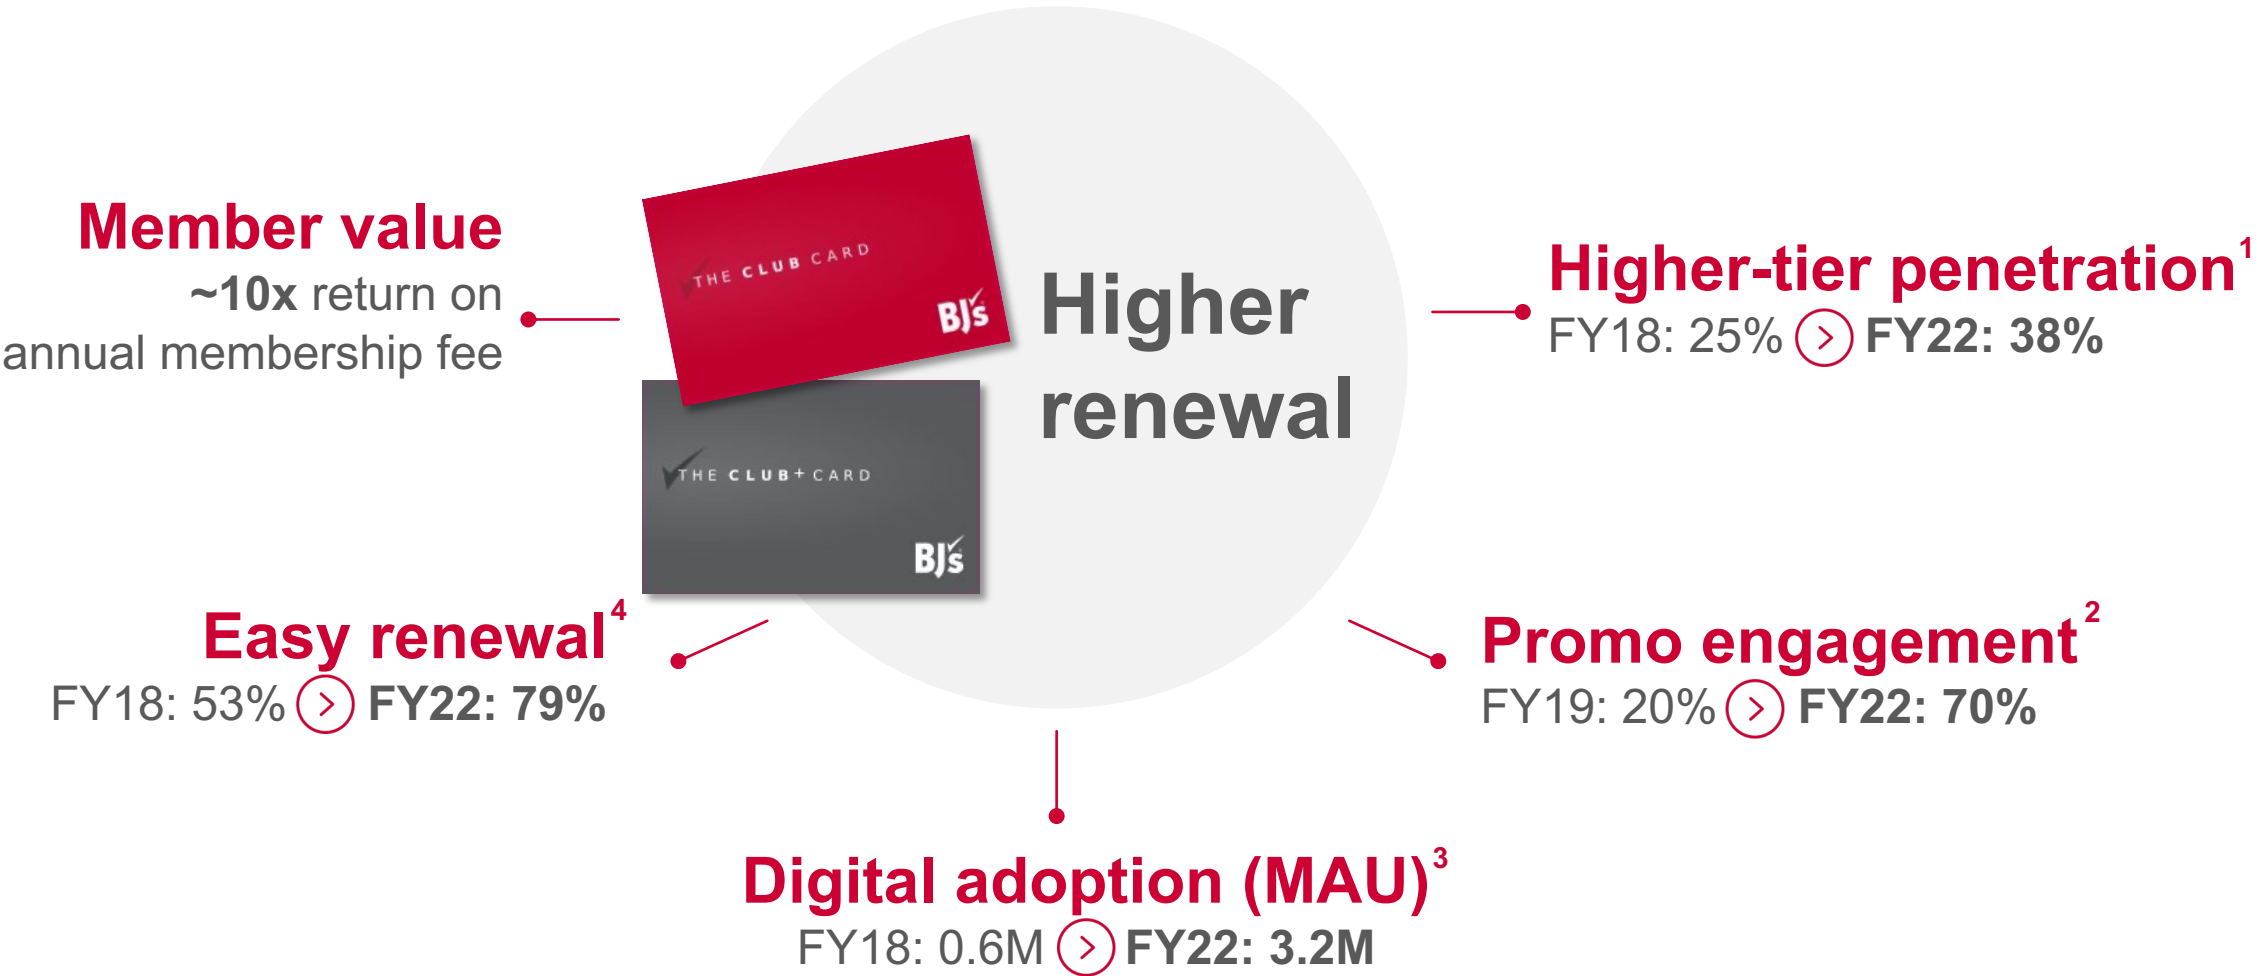 Member value
~10x return on
annual membership fee
THE CLUB CARD
BJ's
Higher
renewal
Higher-tier penetration¹
FY18: 25% > FY22: 38%
THE CLUB+ CARD
BJ's
Easy renewal⁴
FY18: 53% > FY22: 79%
Promo engagement²
FY19: 20% > FY22: 70%
Digital adoption (MAU)³
FY18: 0.6M > FY22: 3.2M